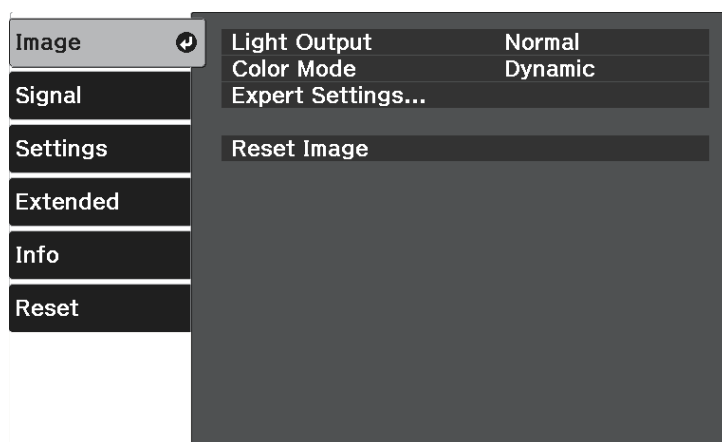 Image
Signal
Settings
Extended
Info
Reset
Light Output Normal
Color Mode Dynamic
Expert Settings...
Reset Image